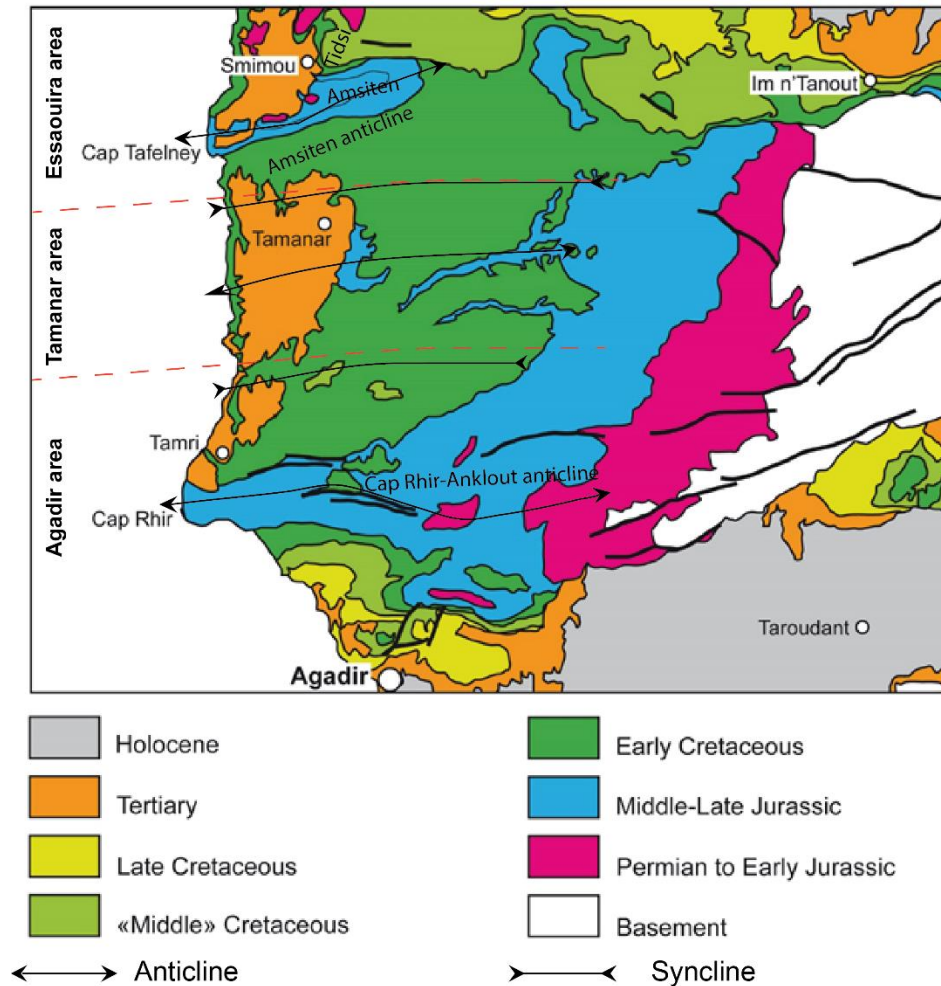 Essaouira area
Tamanar area
Agadir area
Smimou
Tidsi
Amsiten
Im n'Tanout
Cap Tafelney
Amsiten anticline
Tamanar
Tamri
Cap Rhir-Anklout anticline
Cap Rhir
Taroudant
Agadir
Holocene
Tertiary
Late Cretaceous
«Middle» Cretaceous
Early Cretaceous
Middle-Late Jurassic
Permian to Early Jurassic
Basement
Anticline
Syncline